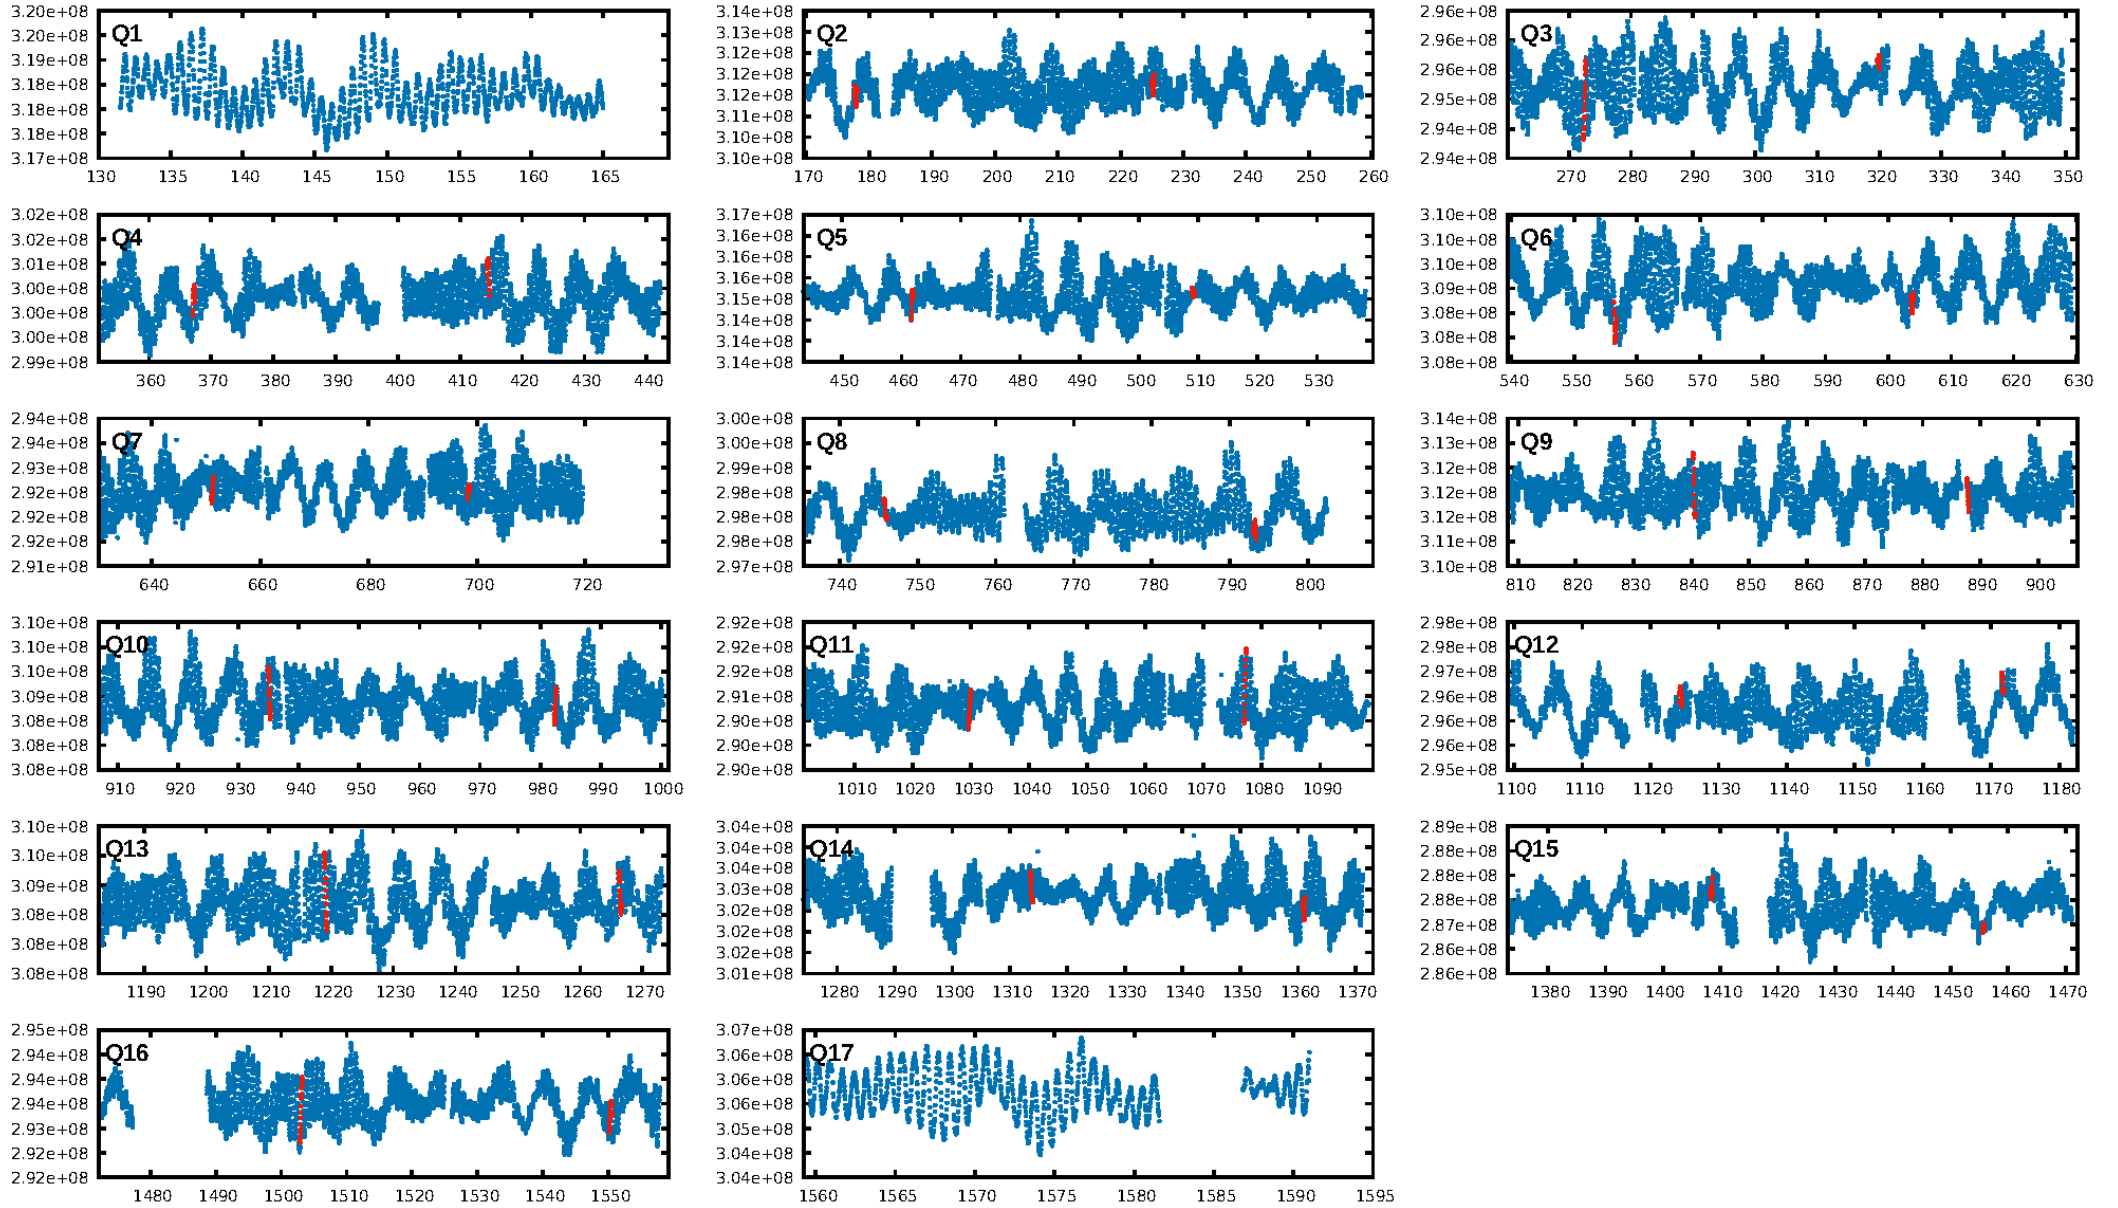 Q1
3.20e+08
3.20e+08
3.19e+08
3.18e+08
3.18e+08
3.18e+08
3.17e+08
130 135 140 145 150 155 160 165
Q2
3.14e+08
3.13e+08
3.12e+08
3.12e+08
3.12e+08
3.11e+08
3.10e+08
3.10e+08
170 180 190 200 210 220 230 240 250 260
Q3
2.96e+08
2.96e+08
2.96e+08
2.95e+08
2.94e+08
2.94e+08
270 280 290 300 310 320 330 340 350
Q4
3.02e+08
3.02e+08
3.01e+08
3.00e+08
3.00e+08
3.00e+08
2.99e+08
360 370 380 390 400 410 420 430 440
Q5
3.17e+08
3.16e+08
3.16e+08
3.15e+08
3.14e+08
3.14e+08
3.14e+08
450 460 470 480 490 500 510 520 530
Q6
3.10e+08
3.10e+08
3.10e+08
3.09e+08
3.08e+08
3.08e+08
3.08e+08
540 550 560 570 580 590 600 610 620 630
Q7
2.94e+08
2.94e+08
2.93e+08
2.92e+08
2.92e+08
2.92e+08
2.91e+08
640 660 680 700 720
Q8
3.00e+08
3.00e+08
2.99e+08
2.98e+08
2.98e+08
2.98e+08
2.97e+08
740 750 760 770 780 790 800
Q9
3.14e+08
3.13e+08
3.12e+08
3.12e+08
3.12e+08
3.11e+08
3.10e+08
810 820 830 840 850 860 870 880 890 900
Q10
3.10e+08
3.10e+08
3.10e+08
3.09e+08
3.08e+08
3.08e+08
3.08e+08
910 920 930 940 950 960 970 980 990 1000
Q11
2.92e+08
2.92e+08
2.92e+08
2.91e+08
2.90e+08
2.90e+08
2.90e+08
1010 1020 1030 1040 1050 1060 1070 1080 1090
Q12
2.98e+08
2.98e+08
2.97e+08
2.96e+08
2.96e+08
2.96e+08
2.95e+08
1100 1110 1120 1130 1140 1150 1160 1170 1180
Q13
3.10e+08
3.10e+08
3.09e+08
3.08e+08
3.08e+08
3.08e+08
1190 1200 1210 1220 1230 1240 1250 1260 1270
Q14
3.04e+08
3.04e+08
3.04e+08
3.03e+08
3.02e+08
3.02e+08
3.02e+08
3.01e+08
1280 1290 1300 1310 1320 1330 1340 1350 1360 1370
Q15
2.89e+08
2.88e+08
2.88e+08
2.88e+08
2.87e+08
2.86e+08
2.86e+08
1380 1390 1400 1410 1420 1430 1440 1450 1460 1470
Q16
2.95e+08
2.94e+08
2.94e+08
2.94e+08
2.93e+08
2.92e+08
2.92e+08
1480 1490 1500 1510 1520 1530 1540 1550
Q17
3.07e+08
3.06e+08
3.06e+08
3.06e+08
3.05e+08
3.04e+08
3.04e+08
1560 1565 1570 1575 1580 1585 1590 1595